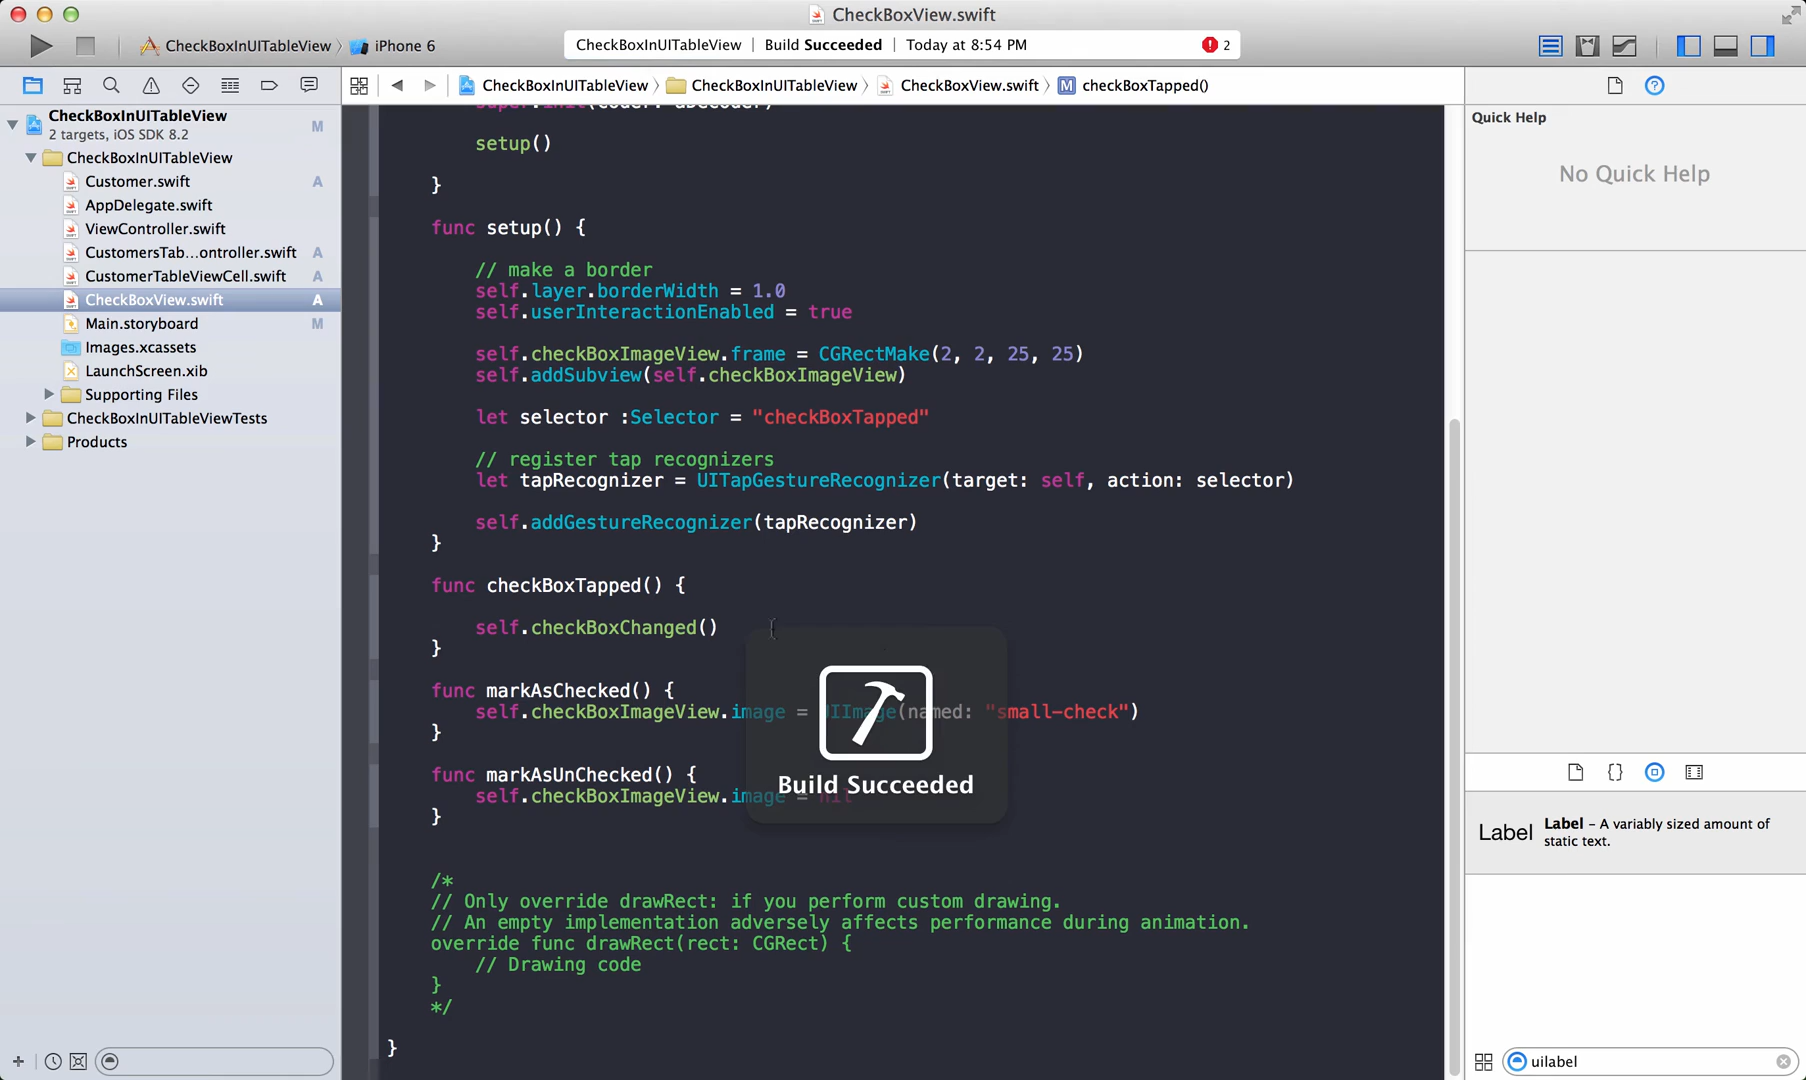 CheckBoxView.swift
CheckBoxInUITableView iPhone 6
CheckBoxInUITableView Build Succeeded Today at 8:54 PM 2
CheckBoxInUITableView CheckBoxInUITableView CheckBoxView.swift M checkBoxTapped()
CheckBoxInUITableView M
2 targets, iOS SDK 8.2
CheckBoxInUITableView
Customer.swift A
AppDelegate.swift
ViewController.swift
CustomersTab...ontroller.swift A
CustomerTableViewCell.swift A
CheckBoxView.swift A
Main.storyboard M
Images.xcassets
LaunchScreen.xib
Supporting Files
CheckBoxInUITableViewTests
Products
super.init(coder: aDecoder)
setup()
}
func setup() {
// make a border
self.layer.borderWidth = 1.0
self.userInteractionEnabled = true
self.checkBoxImageView.frame = CGRectMake(2, 2, 25, 25)
self.addSubview(self.checkBoxImageView)
let selector :Selector = "checkBoxTapped"
// register tap recognizers
let tapRecognizer = UITapGestureRecognizer(target: self, action: selector)
self.addGestureRecognizer(tapRecognizer)
}
func checkBoxTapped() {
self.checkBoxChanged()
}
func markAsChecked() {
self.checkBoxImageView.image = UIImage(named: "small-check")
}
func markAsUnChecked() {
self.checkBoxImageView.image = nil
}
/*
// Only override drawRect: if you perform custom drawing.
// An empty implementation adversely affects performance during animation.
override func drawRect(rect: CGRect) {
// Drawing code
}
*/
}
Build Succeeded
Quick Help
No Quick Help
Label
Label - A variably sized amount of
static text.
uilabel